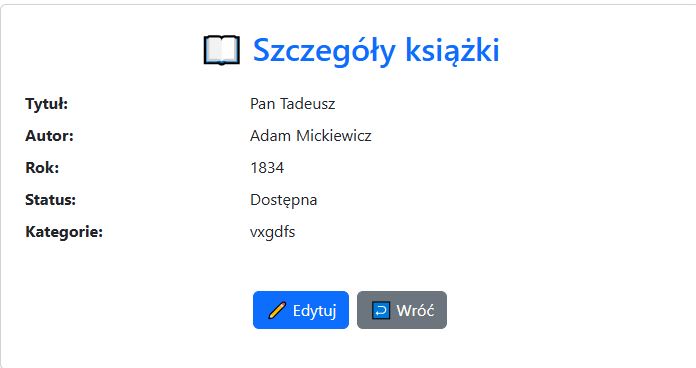 Szczegóły książki
Tytuł: Pan Tadeusz
Autor: Adam Mickiewicz
Rok: 1834
Status: Dostępna
Kategorie: vxgdfs
Edytuj Wróć